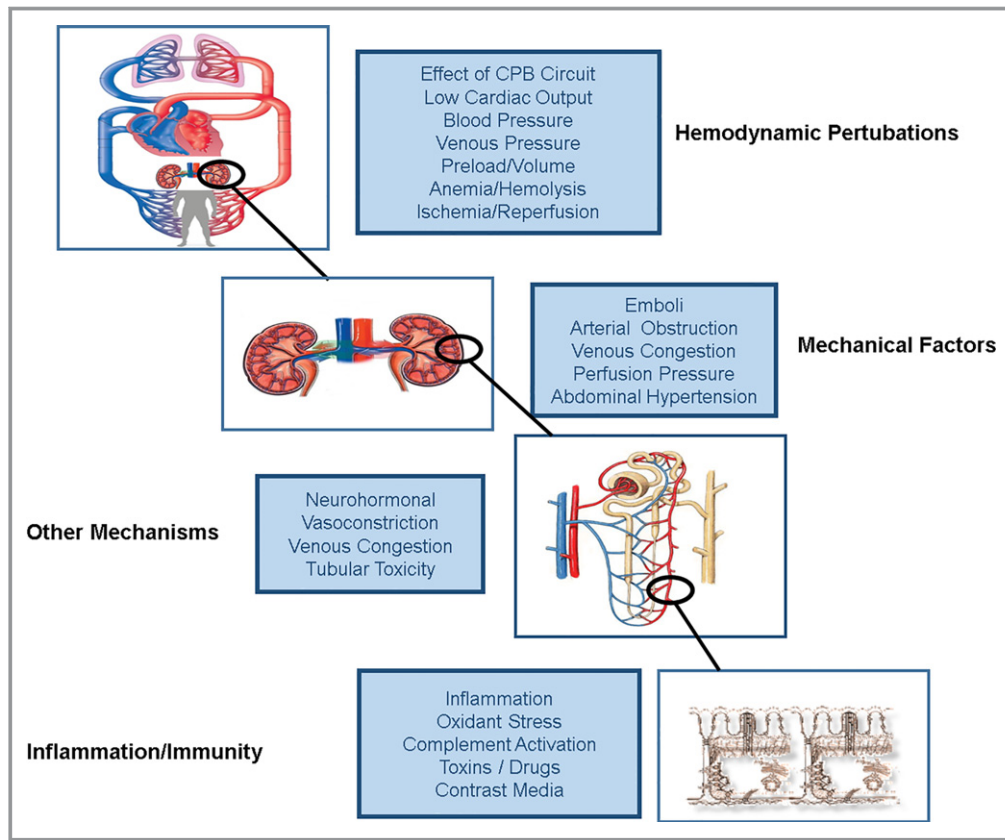 Effect of CPB Circuit
Low Cardiac Output
Blood Pressure
Venous Pressure
Preload/Volume
Anemia/Hemolysis
Ischemia/Reperfusion
Hemodynamic Pertubations
Emboli
Arterial Obstruction
Venous Congestion
Perfusion Pressure
Abdominal Hypertension
Mechanical Factors
Other Mechanisms
Neurohormonal
Vasoconstriction
Venous Congestion
Tubular Toxicity
Inflammation/Immunity
Inflammation
Oxidant Stress
Complement Activation
Toxins / Drugs
Contrast Media